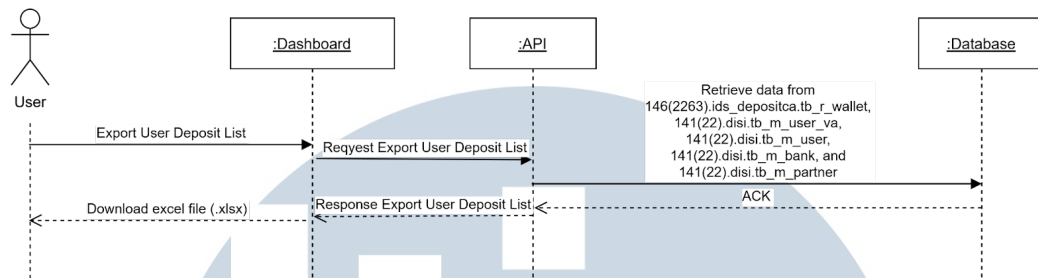 :Dashboard
:API
:Database
User
Retrieve data from
146(2263).ids_depositca.tb_r_wallet,
141(22).disi.tb_m_user_va,
141(22).disi.tb_m_user,
141(22).disi.tb_m_bank, and
141(22).disi.tb_m_partner
Export User Deposit List
Reqyest Export User Deposit List
ACK
Response Export User Deposit List
Download excel file (.xlsx)